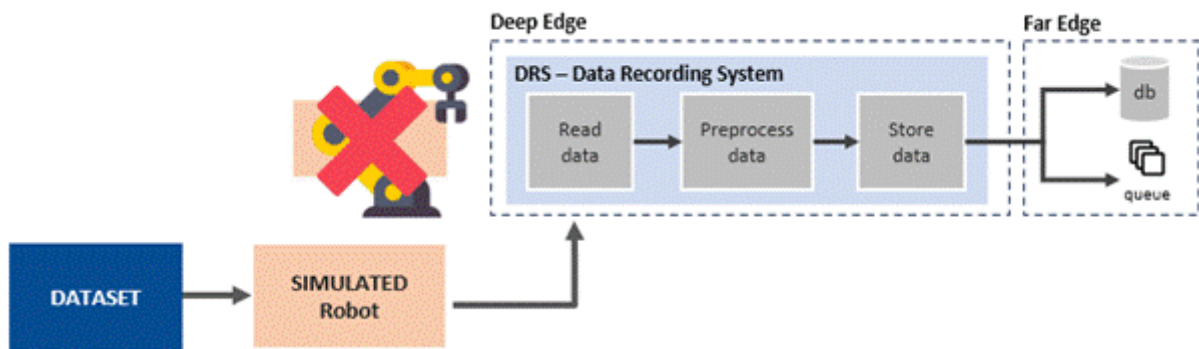 Deep Edge
Far Edge
DRS – Data Recording System
Read
data
Preprocess
data
Store
data
db
queue
DATASET
SIMULATED
Robot